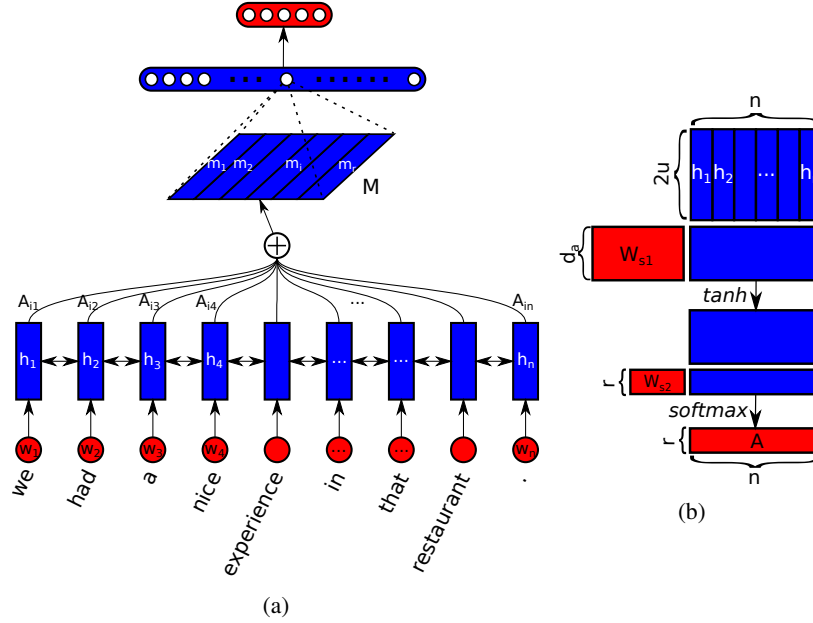 m1 m2 mi mr
M
Ai1 Ai2 Ai3 Ai4 ... Ain
h1 h2 h3 h4 ... ... hn
w1 w2 w3 w4 ... ... wn
we had a nice experience in that restaurant .
(a)
n
2u
h1 h2 ...
da
Ws1
tanh
r
Ws2
softmax
r
A
n
(b)